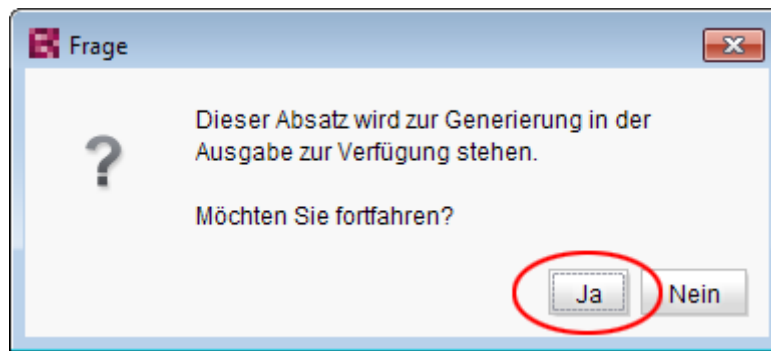 Frage
Dieser Absatz wird zur Generierung in der
Ausgabe zur Verfügung stehen.
Möchten Sie fortfahren?
Ja Nein